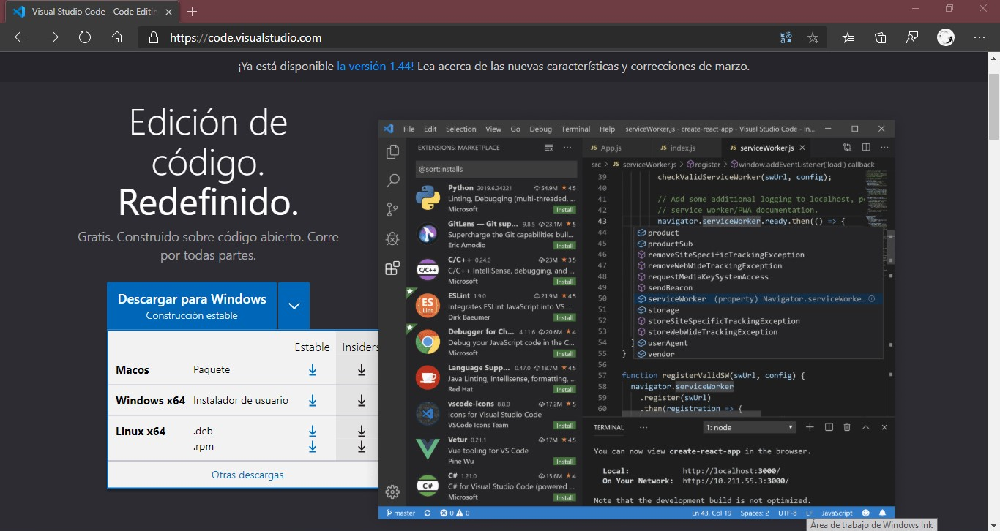 Visual Studio Code - Code Editin
https://code.visualstudio.com
¡Ya está disponible la versión 1.44! Lea acerca de las nuevas características y correcciones de marzo.
Edición de
código.
Redefinido.
Gratis. Construido sobre código abierto. Corre
por todas partes.
Descargar para Windows
Construcción estable
Estable Insiders
Macos Paquete
Windows x64 Instalador de usuario
Linux x64 .deb
.rpm
Otras descargas
File Edit Selection View Go Debug Terminal Help serviceWorker.js - create-react-app - Visual Studio Code - In...
EXTENSIONS: MARKETPLACE
@sort:installs
Python 2019.6.24221 54.9M ★4.5
Linting, Debugging (multi-threaded, ...
Microsoft Install
GitLens — Git sup... 9.8.5 23.1M ★5
Supercharge the Git capabilities buil...
Eric Amodio Install
C/C++ 0.24.0 23M ★3.5
C/C++ IntelliSense, debugging, and ...
Microsoft Install
ESLint 1.9.0 21.9M ★4.5
Integrates ESLint JavaScript into VS ...
Dirk Baeumer Install
Debugger for Ch... 4.11.6 20.6M ★4
Debug your JavaScript code in the C...
Microsoft Install
Language Supp... 0.47.0 18.7M ★4.5
Java Linting, Intellisense, formatting, ...
Red Hat Install
vscode-icons 8.8.0 17.2M ★5
Icons for Visual Studio Code
VSCode Icons Team Install
Vetur 0.21.1 17M ★4.5
Vue tooling for VS Code
Pine Wu Install
C# 1.21.0 15.6M ★4
C# for Visual Studio Code (powered ...
Microsoft Install
C/C++
ES
Lint
C#
JS App.js JS index.js JS serviceWorker.js
src > JS serviceWorker.js > register > window.addEventListener('load') callback
39 checkValidServiceWorker(swUrl, config);
40
41 // Add some additional logging to localhost, po
42 // service worker/PWA documentation.
43 navigator.serviceWorker.ready.then(() => {
44 product
45 productSub
46 removeSiteSpecificTrackingException
47 removeWebWideTrackingException
48 requestMediaKeySystemAccess
49 sendBeacon
50 serviceWorker (property) Navigator.serviceWorke...
51 storage
52 storeSiteSpecificTrackingException
53 storeWebWideTrackingException
54 } userAgent
55 } vendor
56
57 function registerValidSW(swUrl, config) {
58 navigator.serviceWorker
59 .register(swUrl)
60 .then(registration => {
TERMINAL ... 1: node
You can now view create-react-app in the browser.
Local: http://localhost:3000/
On Your Network: http://10.211.55.3:3000/
Note that the development build is not optimized.
master 0 0 Ln 43, Col 19 Spaces: 2 UTF-8 LF JavaScript
Área de trabajo de Windows Ink